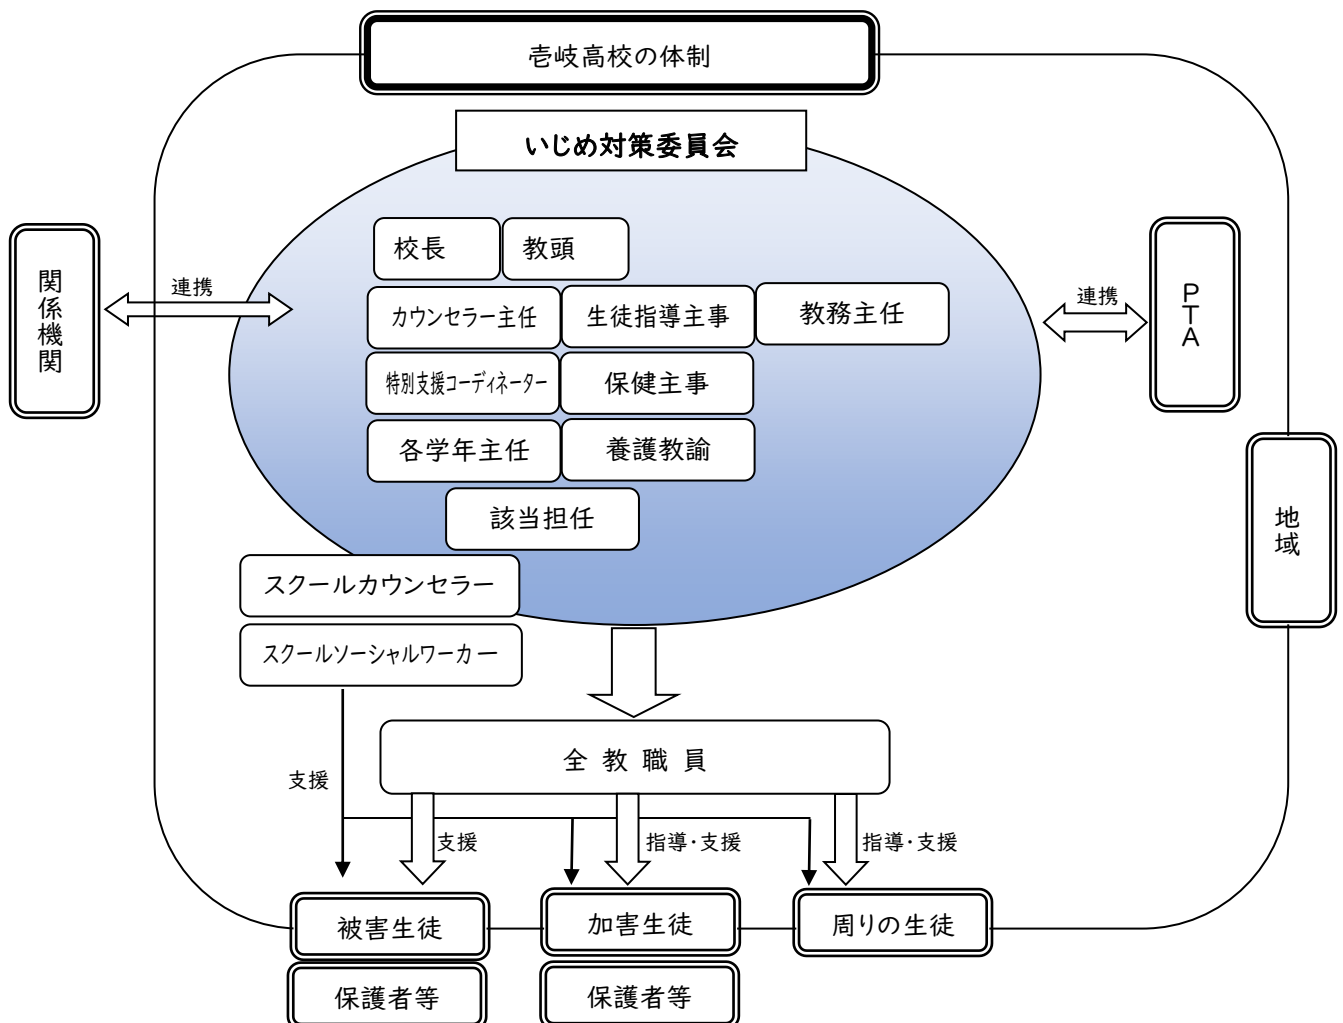 壱岐高校の体制
いじめ対策委員会
校長
教頭
関係機関
連携
カウンセラー主任
生徒指導主事
教務主任
連携
PTA
特別支援コーディネーター
保健主事
各学年主任
養護教諭
該当担任
地域
スクールカウンセラー
スクールソーシャルワーカー
全教職員
支援
支援
指導・支援
指導・支援
被害生徒
加害生徒
周りの生徒
保護者等
保護者等